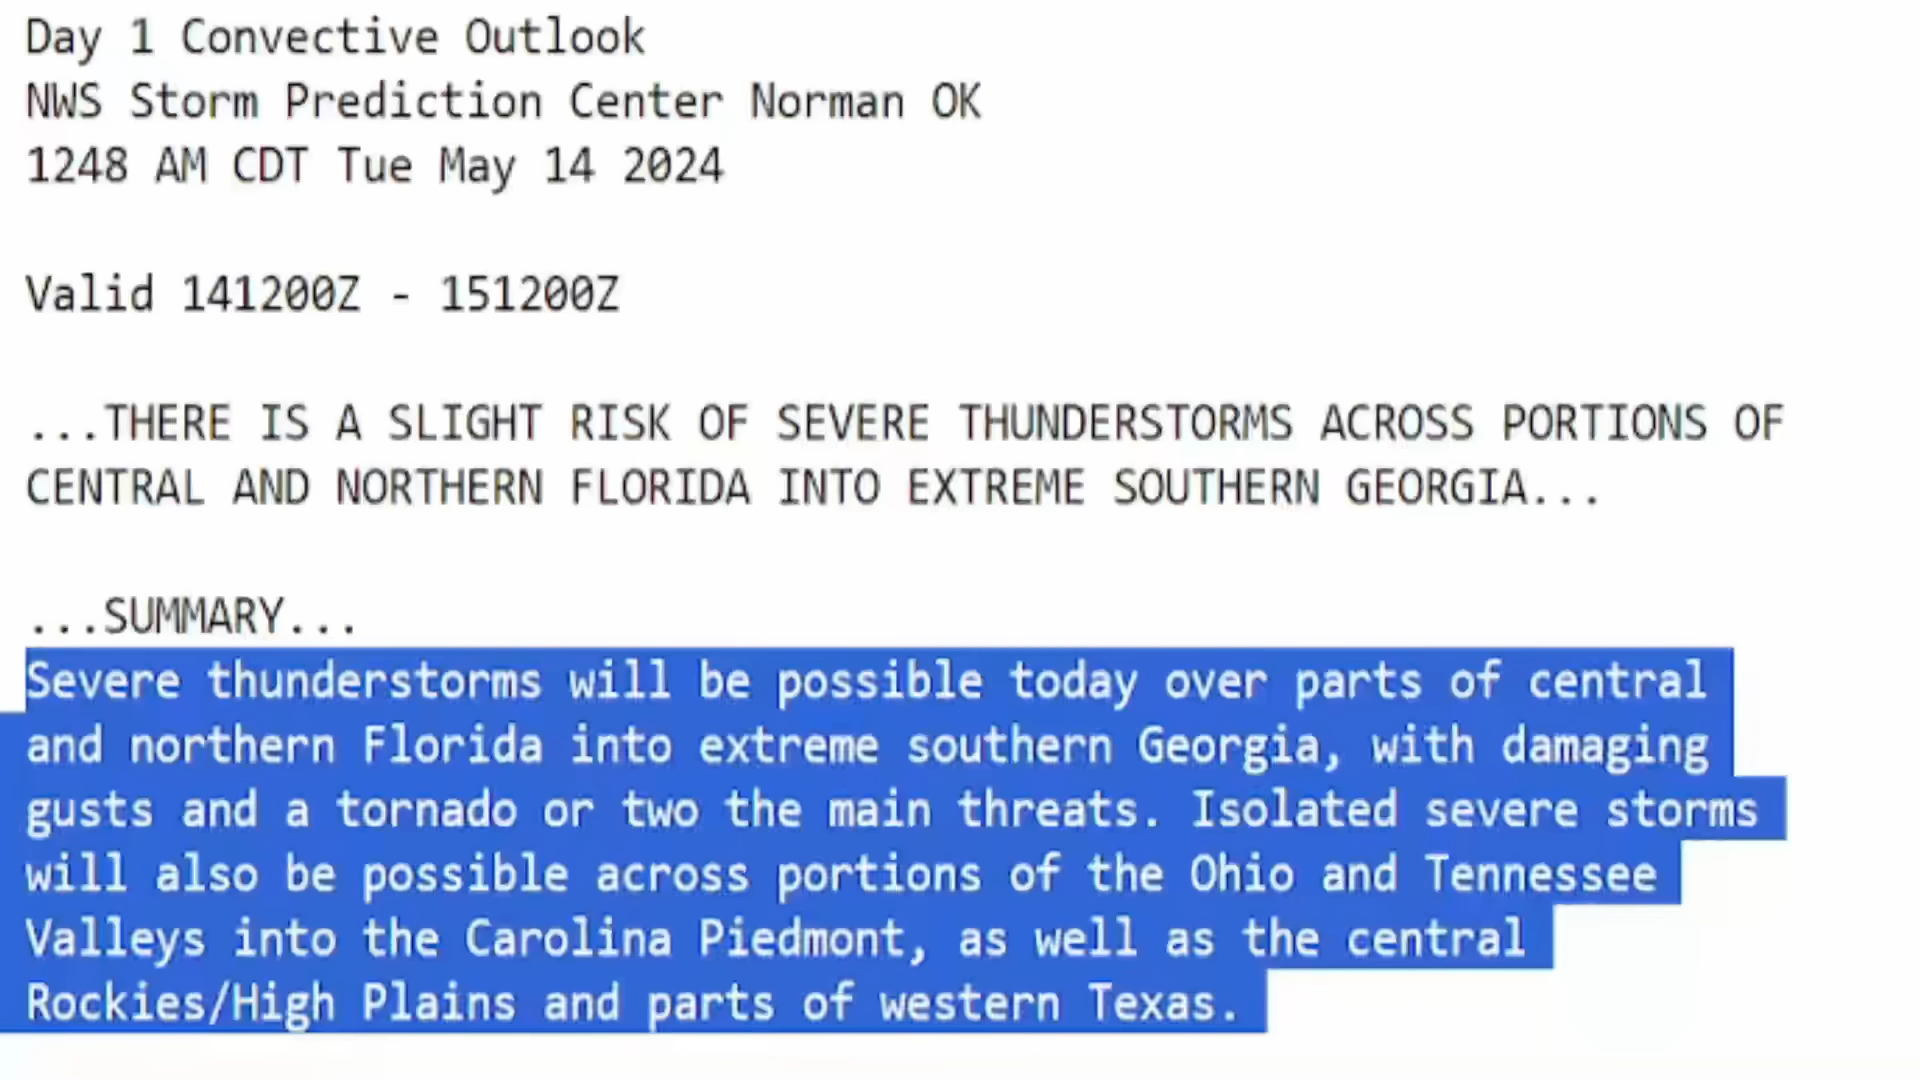 Day 1 Convective Outlook
NWS Storm Prediction Center Norman OK
1248 AM CDT Tue May 14 2024
Valid 141200Z - 151200Z
...THERE IS A SLIGHT RISK OF SEVERE THUNDERSTORMS ACROSS PORTIONS OF
CENTRAL AND NORTHERN FLORIDA INTO EXTREME SOUTHERN GEORGIA...
...SUMMARY...
Severe thunderstorms will be possible today over parts of central
and northern Florida into extreme southern Georgia, with damaging
gusts and a tornado or two the main threats. Isolated severe storms
will also be possible across portions of the Ohio and Tennessee
Valleys into the Carolina Piedmont, as well as the central
Rockies/High Plains and parts of western Texas.